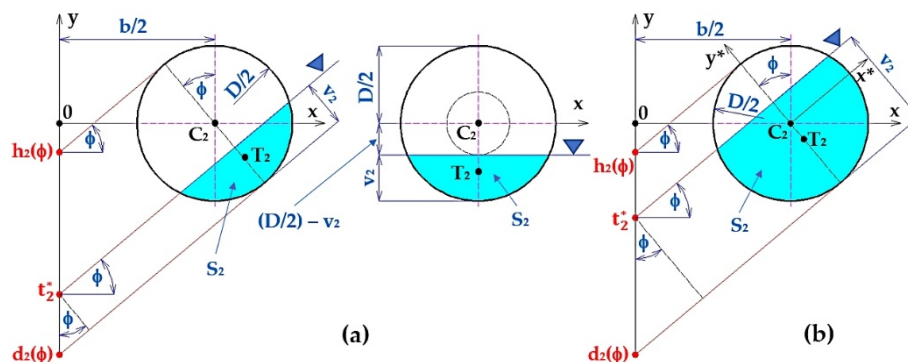 y
b/2
ϕ
D/2
v₂
0
x
C₂
h₂(ϕ)
ϕ
T₂
S₂
ϕ
t₂*
ϕ
d₂(ϕ)
(a)
D/2
x
C₂
v₂
T₂
(D/2) – v₂
S₂
y
b/2
y*
ϕ
v₂
x*
D/2
0
x
C₂
T₂
h₂(ϕ)
ϕ
t₂*
ϕ
S₂
ϕ
d₂(ϕ)
(b)